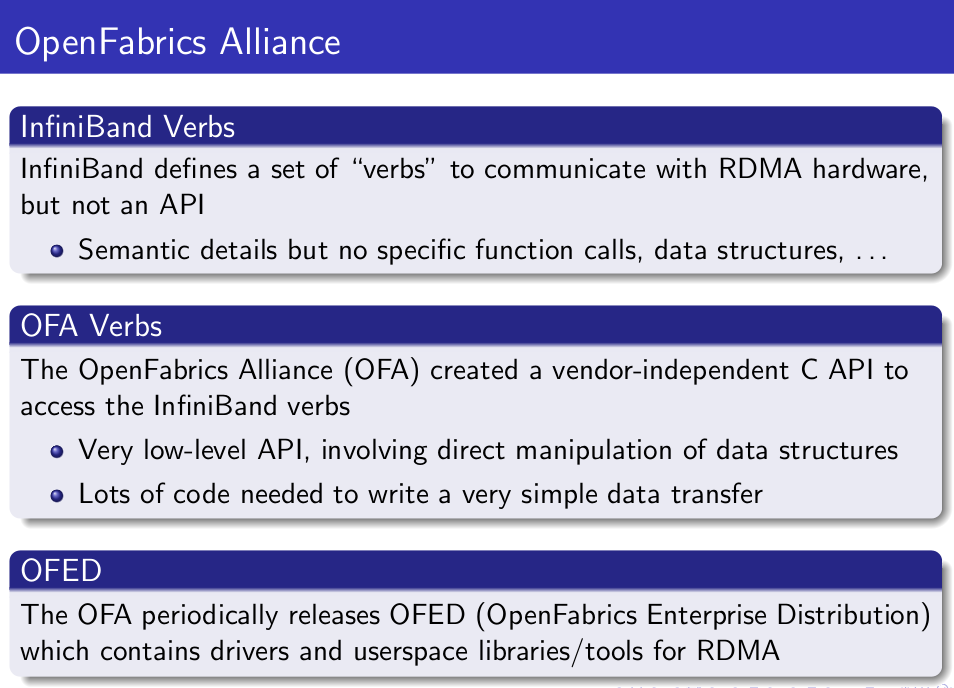 OpenFabrics Alliance
InfiniBand Verbs
InfiniBand defines a set of “verbs” to communicate with RDMA hardware,
but not an API
Semantic details but no specific function calls, data structures, . . .
OFA Verbs
The OpenFabrics Alliance (OFA) created a vendor-independent C API to
access the InfiniBand verbs
Very low-level API, involving direct manipulation of data structures
Lots of code needed to write a very simple data transfer
OFED
The OFA periodically releases OFED (OpenFabrics Enterprise Distribution)
which contains drivers and userspace libraries/tools for RDMA